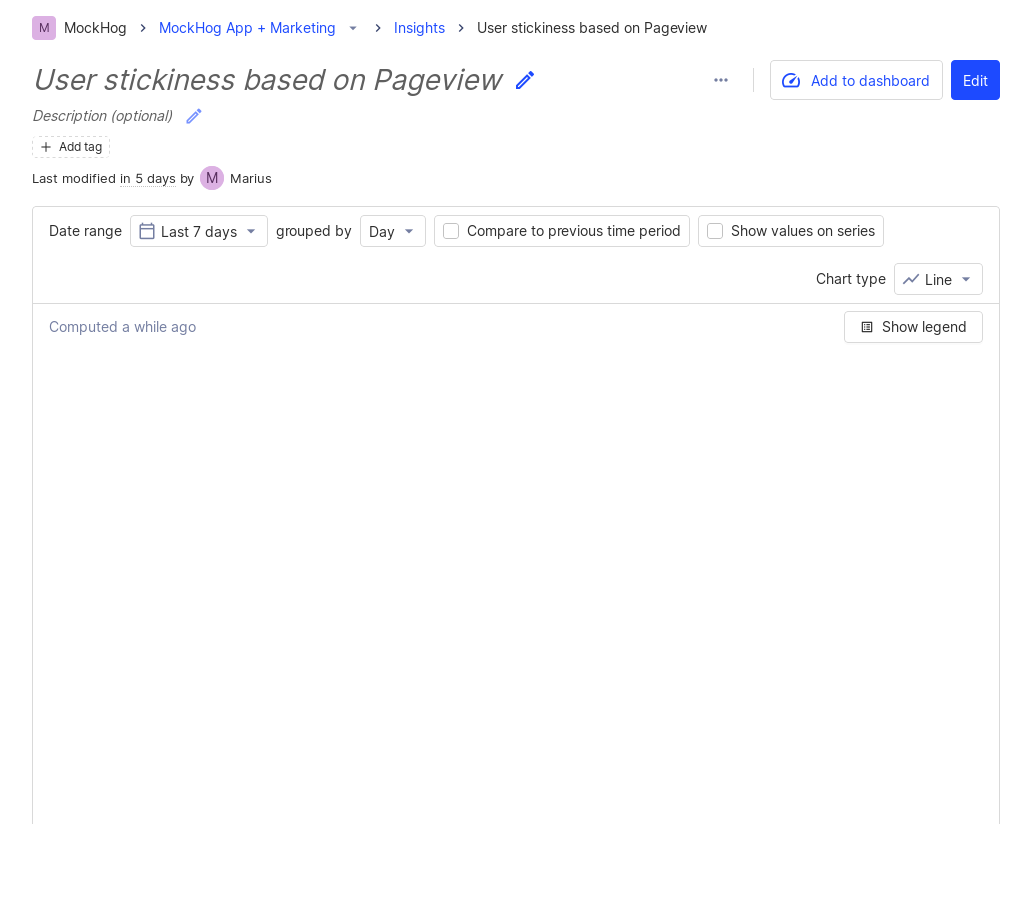 M MockHog MockHog App + Marketing Insights User stickiness based on Pageview
User stickiness based on Pageview
Add to dashboard Edit
Description (optional)
Add tag
Last modified in 5 days by M Marius
Date range Last 7 days grouped by Day Compare to previous time period Show values on series
Chart type Line
Computed a while ago Show legend